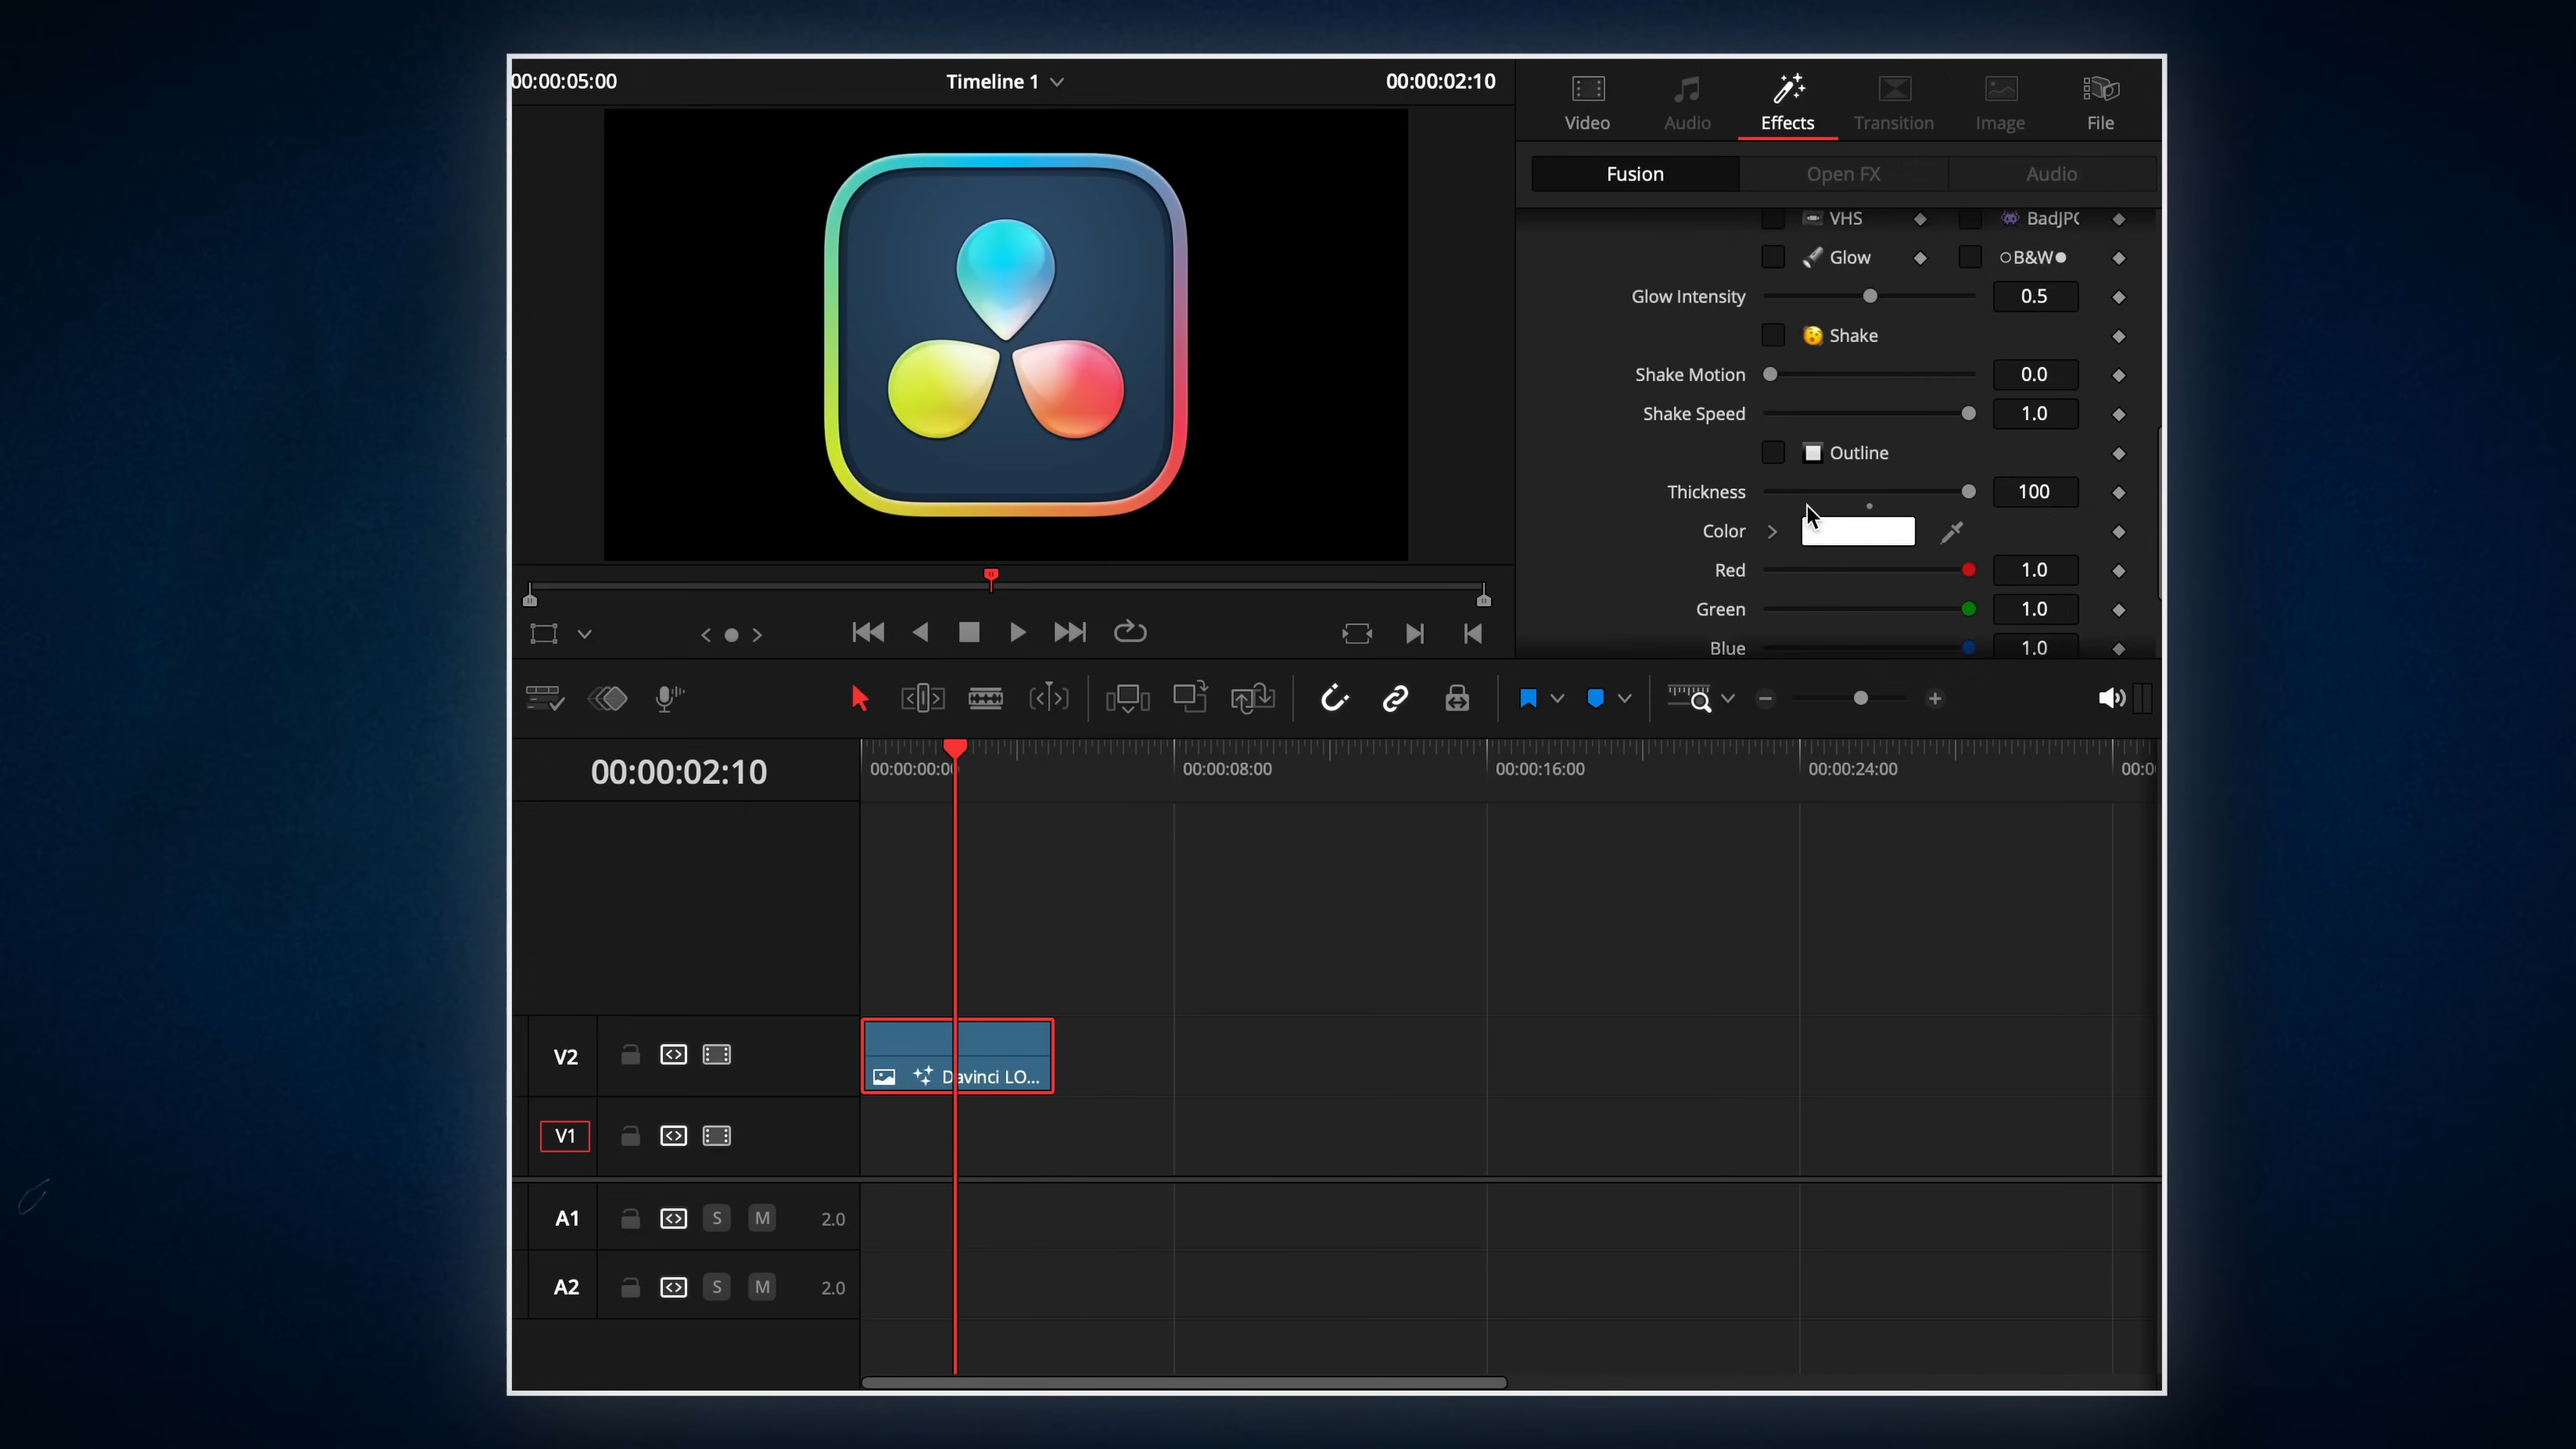 00:00:05:00 Timeline 1 00:00:02:10
Video Audio Effects Transition Image File
Fusion Open FX Audio
VHS BadJPG
Glow B&W
Glow Intensity 0.5
Shake
Shake Motion 0.0
Shake Speed 1.0
Outline
Thickness 100
Color
Red 1.0
Green 1.0
Blue 1.0
00:00:02:10 00:00:00:00 00:00:08:00 00:00:16:00 00:00:24:00 00:0
V2
Davinci LO...
V1
A1 S M 2.0
A2 S M 2.0